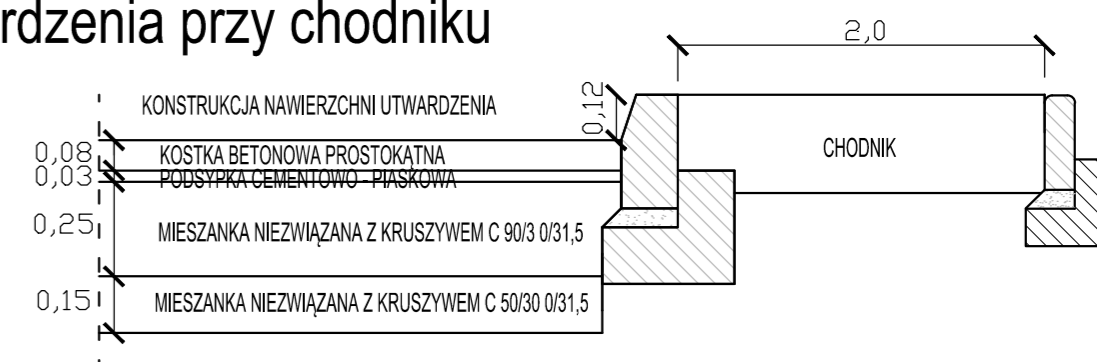 rdzenia przy chodniku
2,0
KONSTRUKCJA NAWIERZCHNI UTWARDZENIA
0,12
0,08
KOSTKA BETONOWA PROSTOKĄTNA
CHODNIK
0,03
PODSYPKA CEMENTOWO - PIASKOWA
0,25
MIESZANKA NIEZWIĄZANA Z KRUSZYWEM C 90/3 0/31,5
0,15
MIESZANKA NIEZWIĄZANA Z KRUSZYWEM C 50/30 0/31,5